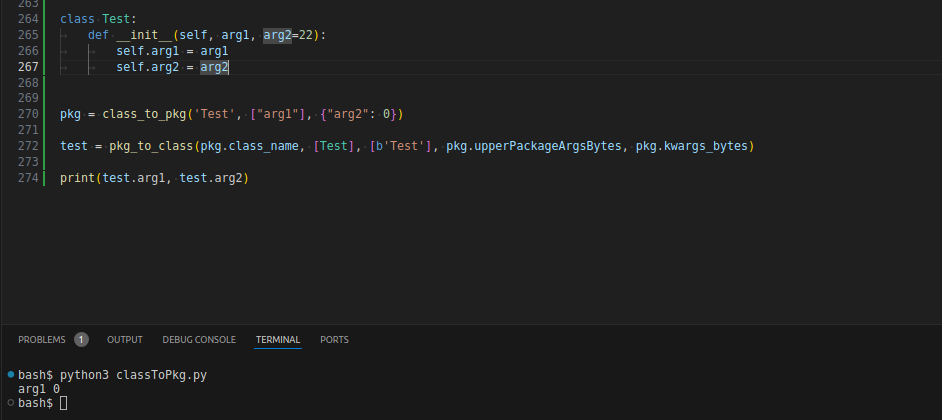 263
264 class Test:
265 def __init__(self, arg1, arg2=22):
266 self.arg1 = arg1
267 self.arg2 = arg2
268
269
270 pkg = class_to_pkg('Test', ["arg1"], {"arg2": 0})
271
272 test = pkg_to_class(pkg.class_name, [Test], [b'Test'], pkg.upperPackageArgsBytes, pkg.kwargs_bytes)
273
274 print(test.arg1, test.arg2)
PROBLEMS 1 OUTPUT DEBUG CONSOLE TERMINAL PORTS
bash$ python3 classToPkg.py
arg1 0
bash$